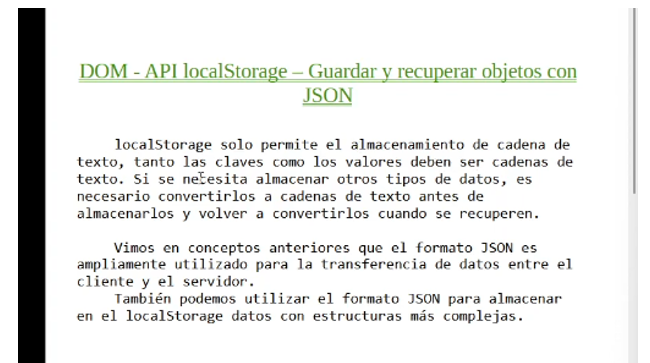 DOM - API localStorage – Guardar y recuperar objetos con
JSON
localStorage solo permite el almacenamiento de cadena de
texto, tanto las claves como los valores deben ser cadenas de
texto. Si se necesita almacenar otros tipos de datos, es
necesario convertirlos a cadenas de texto antes de
almacenarlos y volver a convertirlos cuando se recuperen.
Vimos en conceptos anteriores que el formato JSON es
ampliamente utilizado para la transferencia de datos entre el
cliente y el servidor.
También podemos utilizar el formato JSON para almacenar
en el localStorage datos con estructuras más complejas.